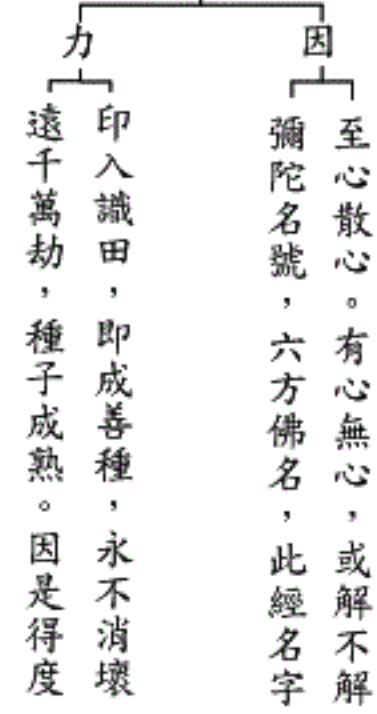 因
至心散心。有心無心，或解不解
彌陀名號，六方佛名，此經名字
力
印入識田，即成善種，永不消壞
遠千萬劫，種子成熟。因是得度